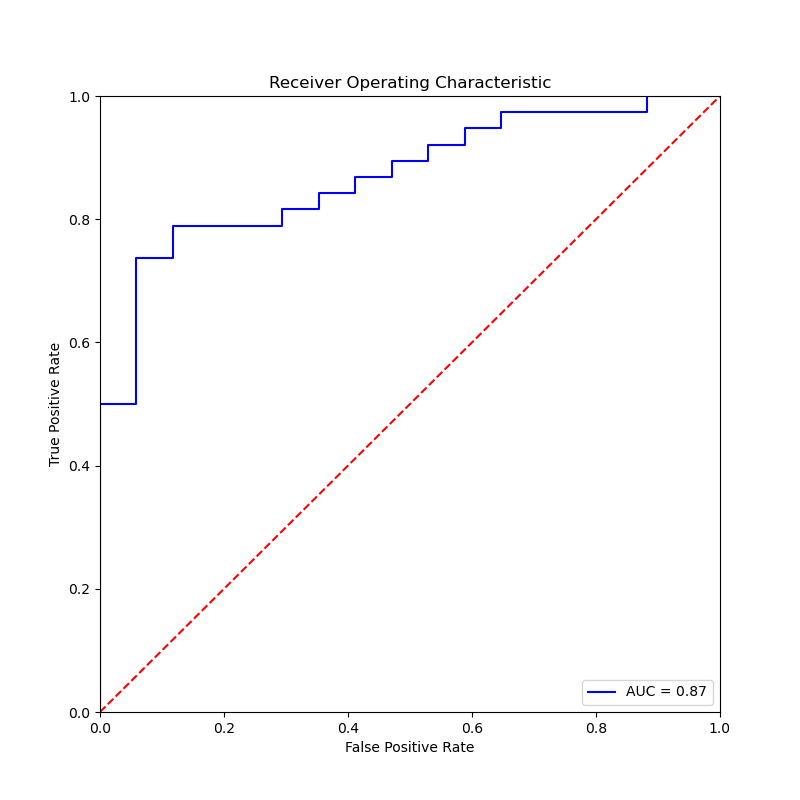 Receiver Operating Characteristic
1.0
0.8
0.6
0.4
0.2
0.0
True Positive Rate
AUC = 0.87
0.0 0.2 0.4 0.6 0.8 1.0
False Positive Rate